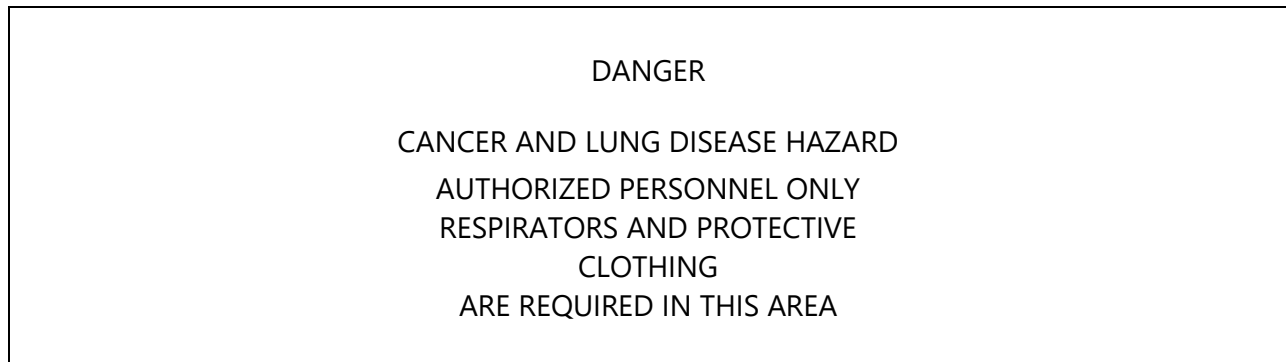 DANGER
CANCER AND LUNG DISEASE HAZARD
AUTHORIZED PERSONNEL ONLY
RESPIRATORS AND PROTECTIVE
CLOTHING
ARE REQUIRED IN THIS AREA